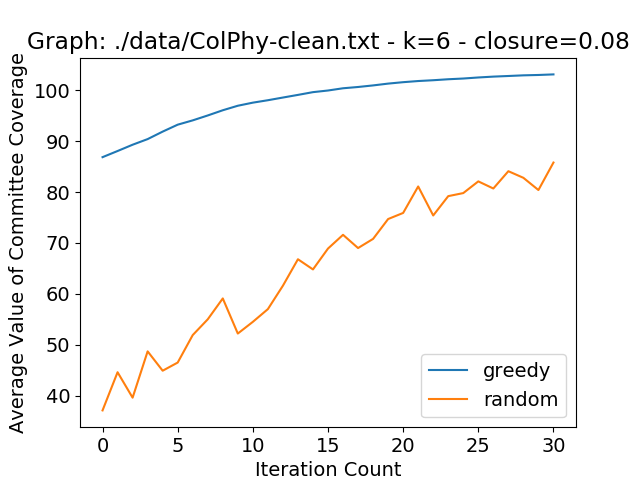 Graph: ./data/ColPhy-clean.txt - k=6 - closure=0.08
Average Value of Committee Coverage
100
90
80
70
60
50
40
greedy
random
0 5 10 15 20 25 30
Iteration Count